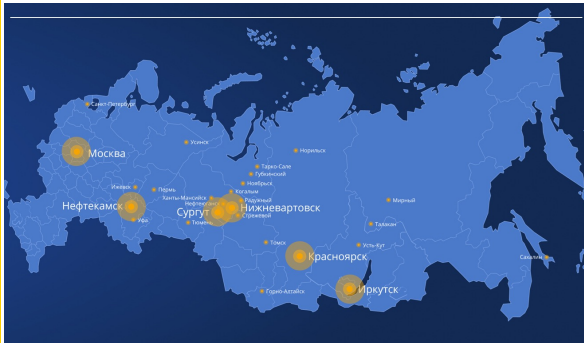 Санкт-Петербург
Усинск
Норильск
Москва
Тарко-Сале
Губкинский
Ноябрьск
Ижевск
Пермь
Когалым
Ханты-Мансийск
Радужный
Мирный
Нефтекамск
Сургут
Нижневартовск
Стрежевой
Уфа
Тюмень
Талакан
Томск
Усть-Кут
Красноярск
Сахалин
Иркутск
Горно-Алтайск